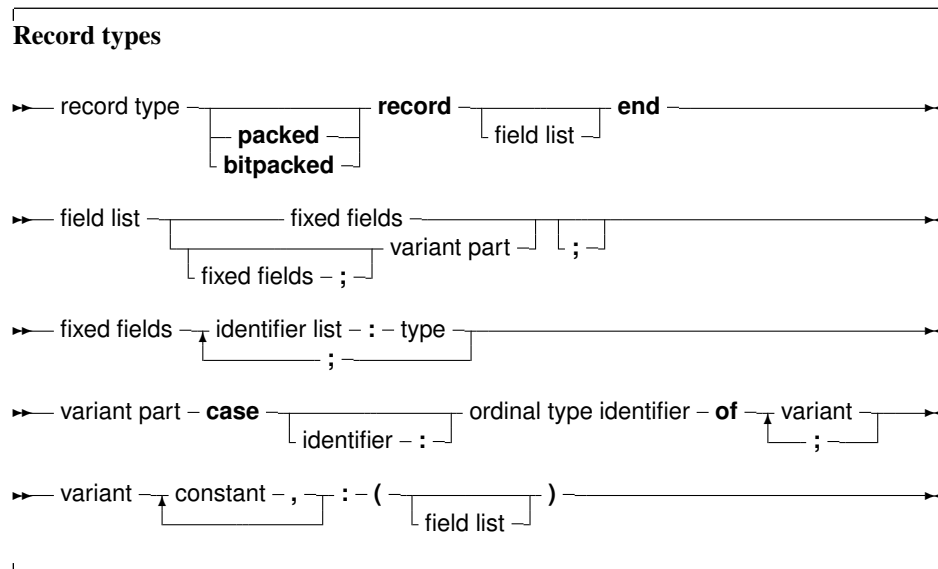 Record types
record type record end
packed field list
bitpacked
field list fixed fields
variant part ;
fixed fields ;
fixed fields identifier list : type
;
variant part case ordinal type identifier of variant
identifier : ;
variant constant , : ( )
field list